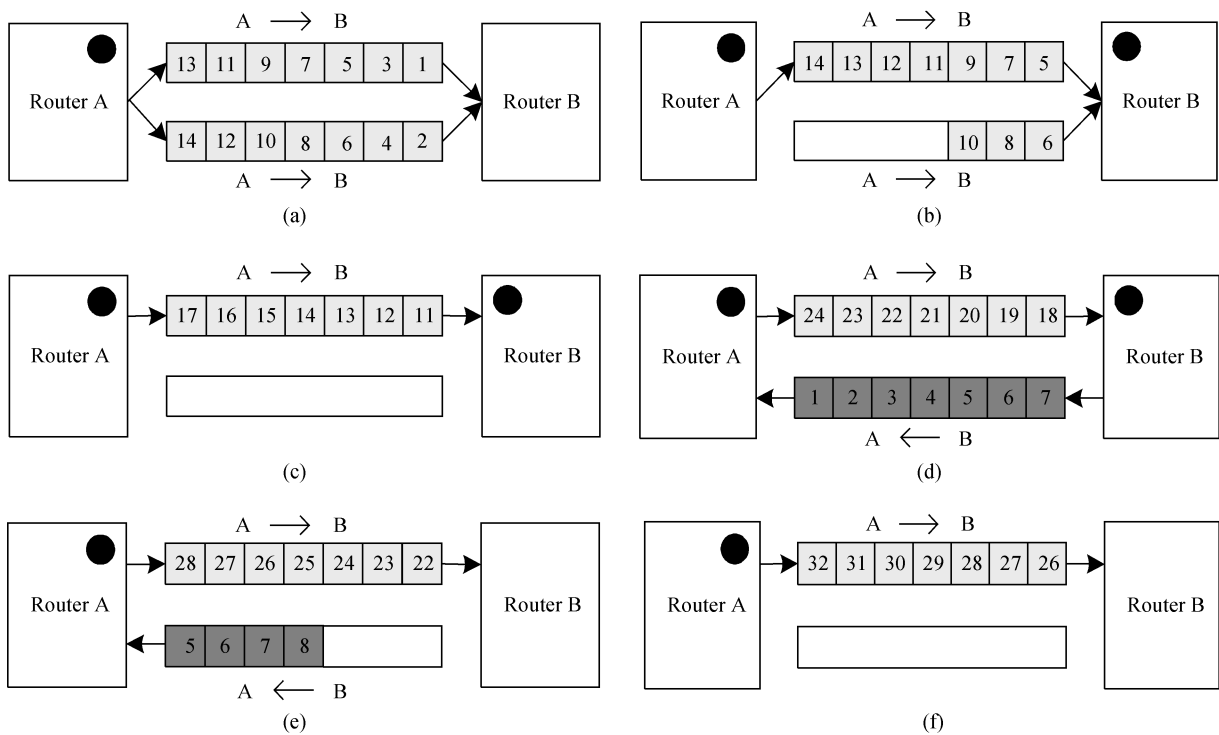 A → B
Router A
13 11 9 7 5 3 1
14 12 10 8 6 4 2
Router B
A → B
(a)
A → B
Router A
14 13 12 11 9 7 5
10 8 6
Router B
A → B
(b)
A → B
Router A
17 16 15 14 13 12 11
Router B
(c)
A → B
Router A
24 23 22 21 20 19 18
1 2 3 4 5 6 7
Router B
A ← B
(d)
A → B
Router A
28 27 26 25 24 23 22
5 6 7 8
Router B
A ← B
(e)
A → B
Router A
32 31 30 29 28 27 26
Router B
(f)